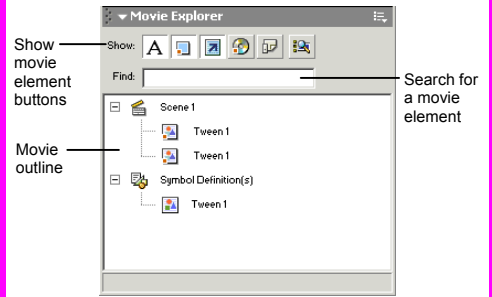 Movie Explorer
Show:
A
Find:
Scene 1
Tween 1
Tween 1
Symbol Definition(s)
Tween 1
Show
movie
element
buttons
Movie
outline
Search for
a movie
element